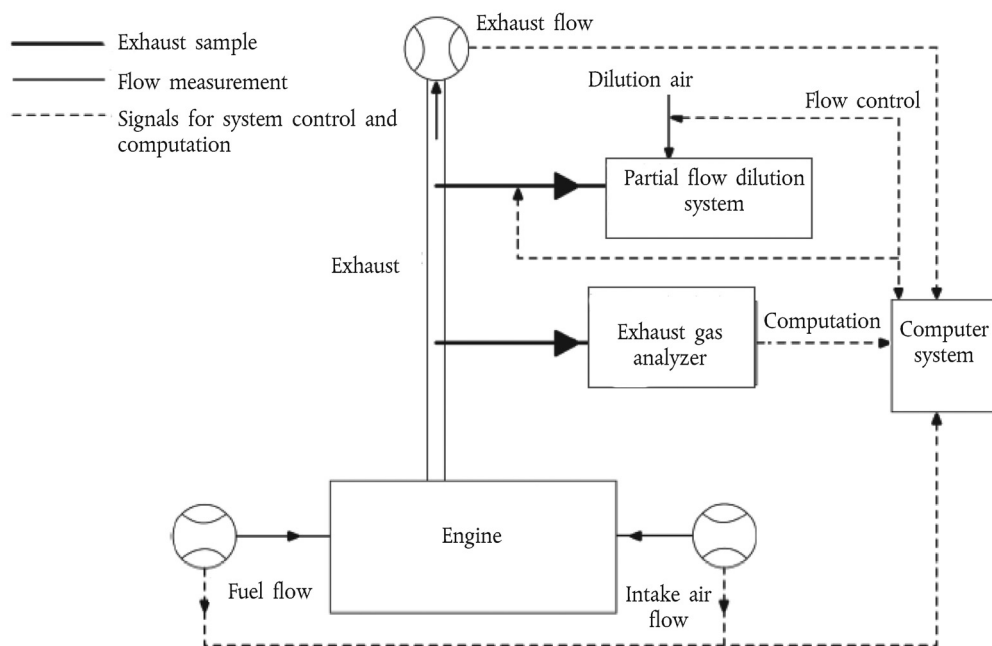 Exhaust sample
Flow measurement
Signals for system control and
computation
Exhaust flow
Dilution air
Flow control
Partial flow dilution
system
Exhaust
Exhaust gas
analyzer
Computation
Computer
system
Engine
Fuel flow
Intake air
flow